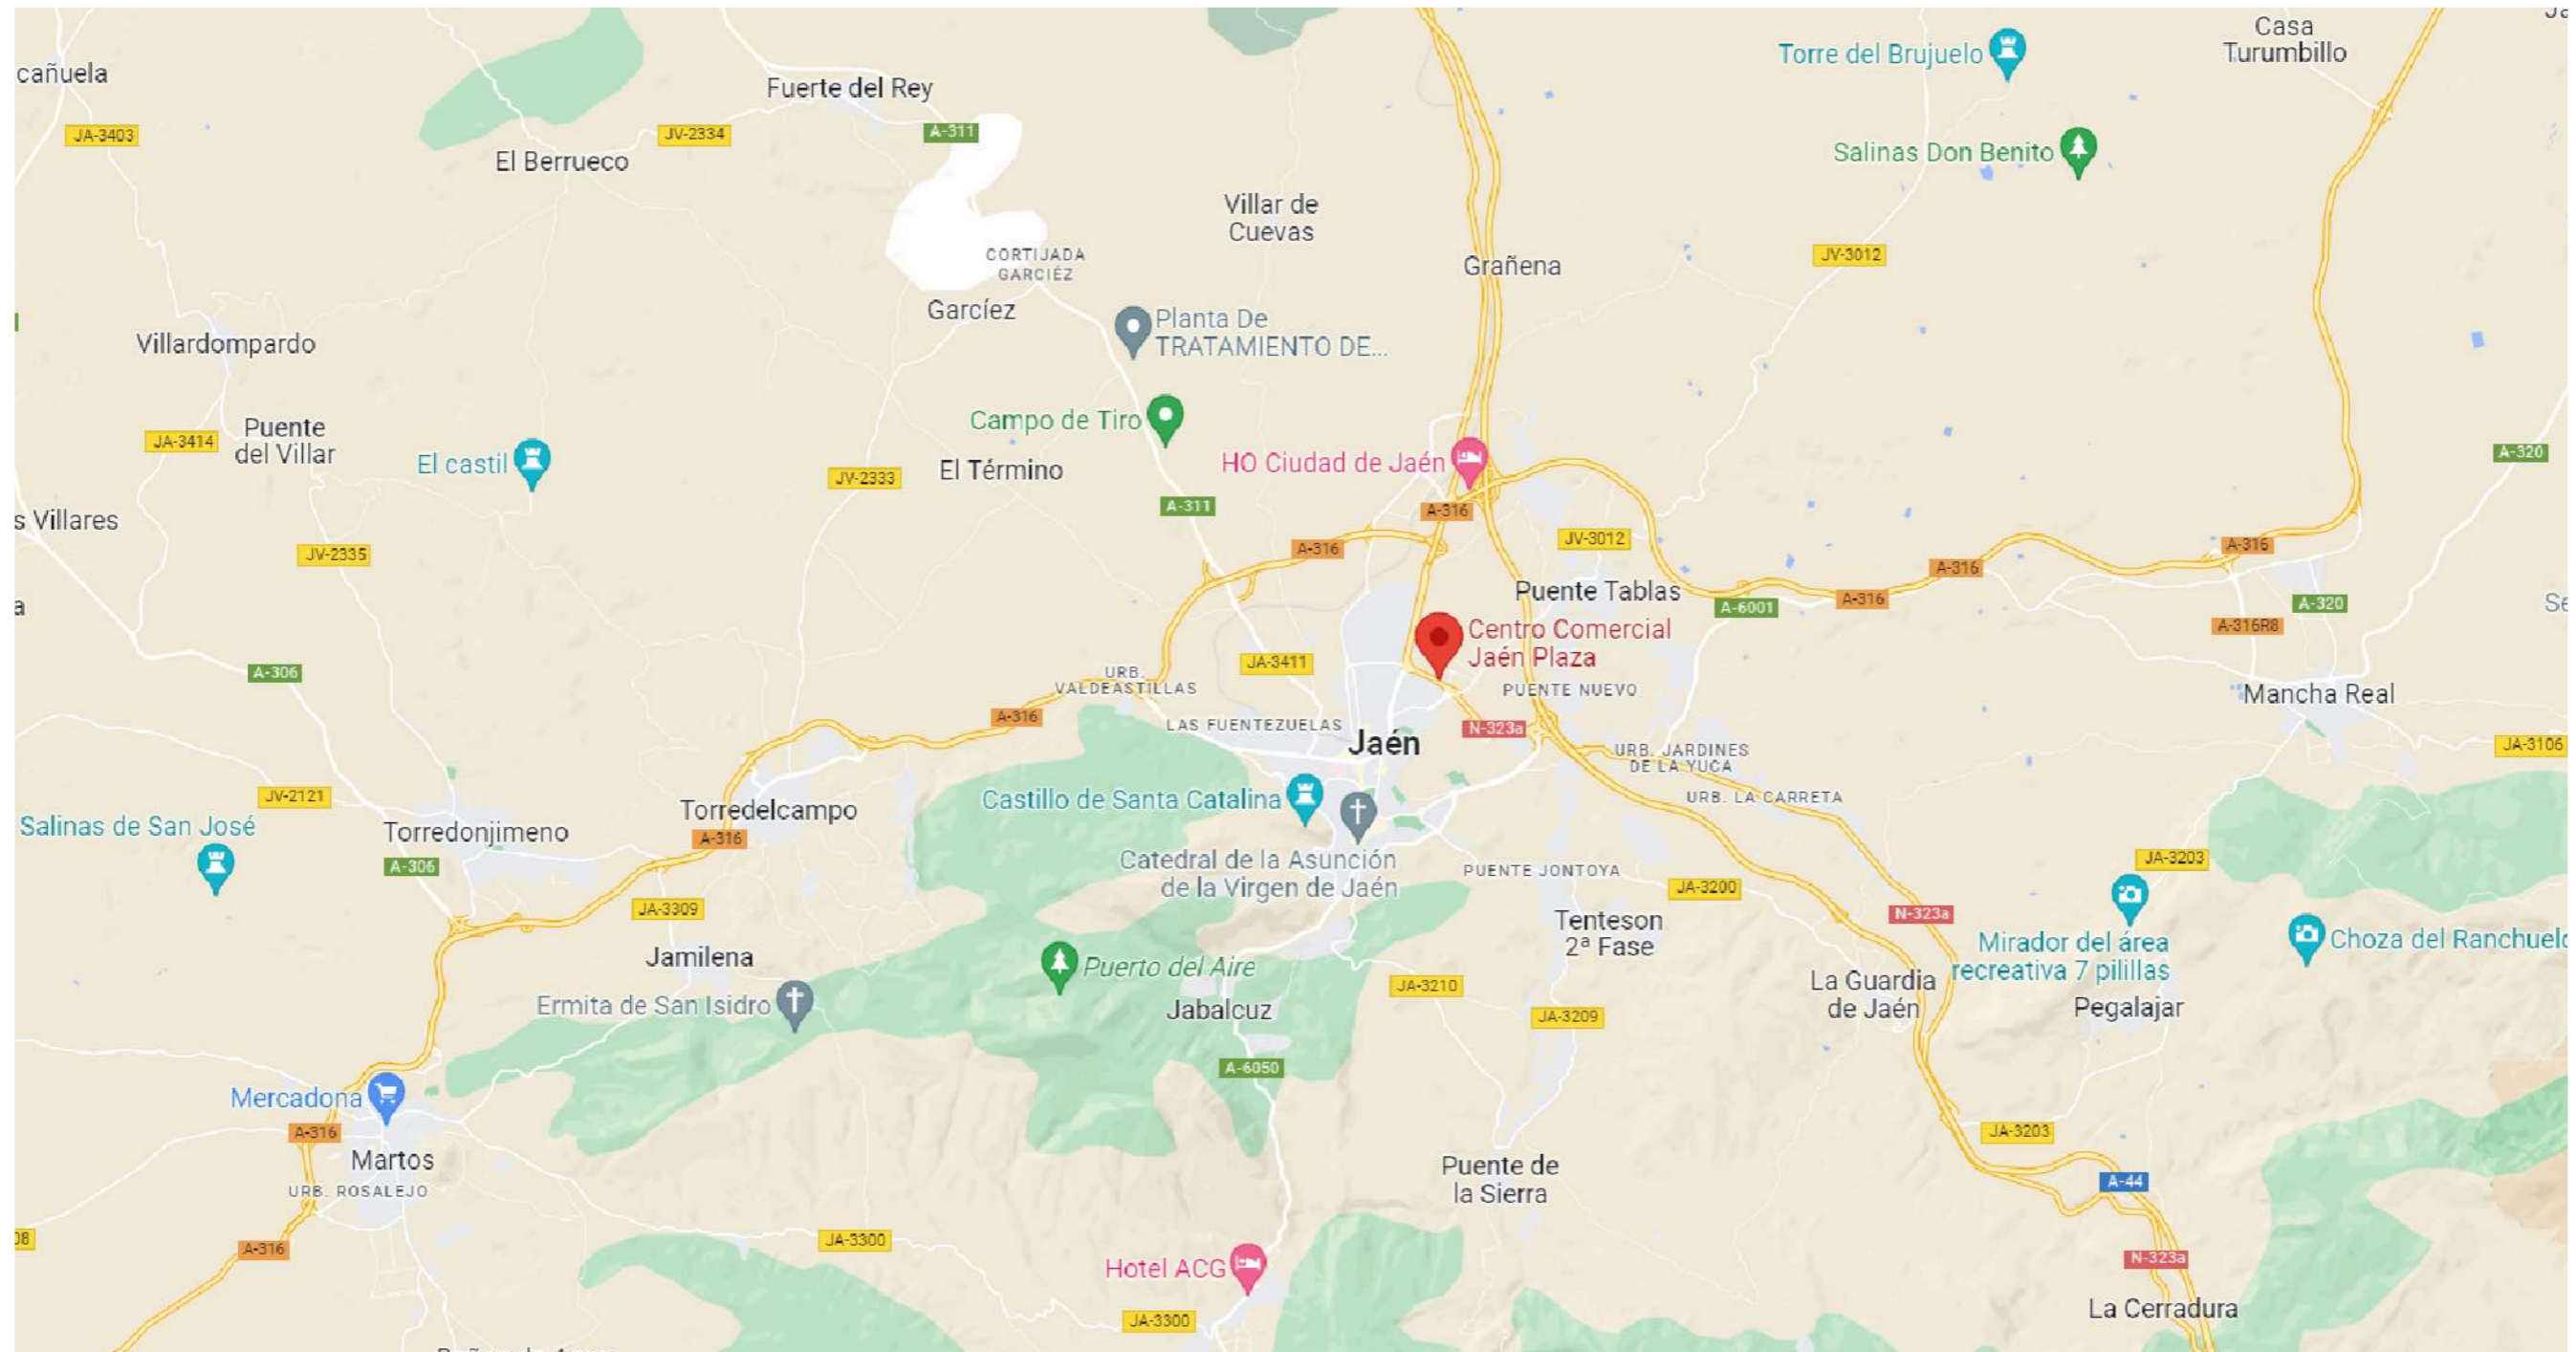 Casa
Turumbillo
Torre del Brujuelo
cañuela
Fuerte del Rey
JA-3403
JV-2334
A-311
El Berrueco
Salinas Don Benito
Villar de
Cuevas
CORTIJADA
GARCIÉZ
Grañena
JV-3012
Garcíez
Planta De
TRATAMIENTO DE...
Villardompardo
Campo de Tiro
Puente
del Villar
JA-3414
El castil
JV-2333
El Término
HO Ciudad de Jaén
A-320
A-311
A-316
s Villares
JV-2335
A-316
JV-3012
A-316
A-316
Puente Tablas
A-6001
A-316
A-320
a
Se
A-316R8
Centro Comercial
Jaén Plaza
JA-3411
A-306
URB.
VALDEASTILLAS
PUENTE NUEVO
Mancha Real
A-316
LAS FUENTEZUELAS
N-323a
Jaén
JA-3106
URB. JARDINES
DE LA YUCA
JV-2121
URB. LA CARRETA
Castillo de Santa Catalina
Torredelcampo
Salinas de San José
Torredonjimeno
A-316
A-306
Catedral de la Asunción
de la Virgen de Jaén
JA-3203
PUENTE JONTOYA
JA-3200
JA-3309
N-323a
Tenteson
2ª Fase
Mirador del área
recreativa 7 pilillas
Choza del Ranchuelo
Jamilena
Puerto del Aire
La Guardia
de Jaén
JA-3210
Ermita de San Isidro
Jabalcuz
Pegalajar
JA-3209
A-6050
Mercadona
A-316
JA-3203
Martos
Puente de
la Sierra
A-44
URB. ROSALEJO
08
JA-3300
A-316
N-323a
Hotel ACG
La Cerradura
JA-3300